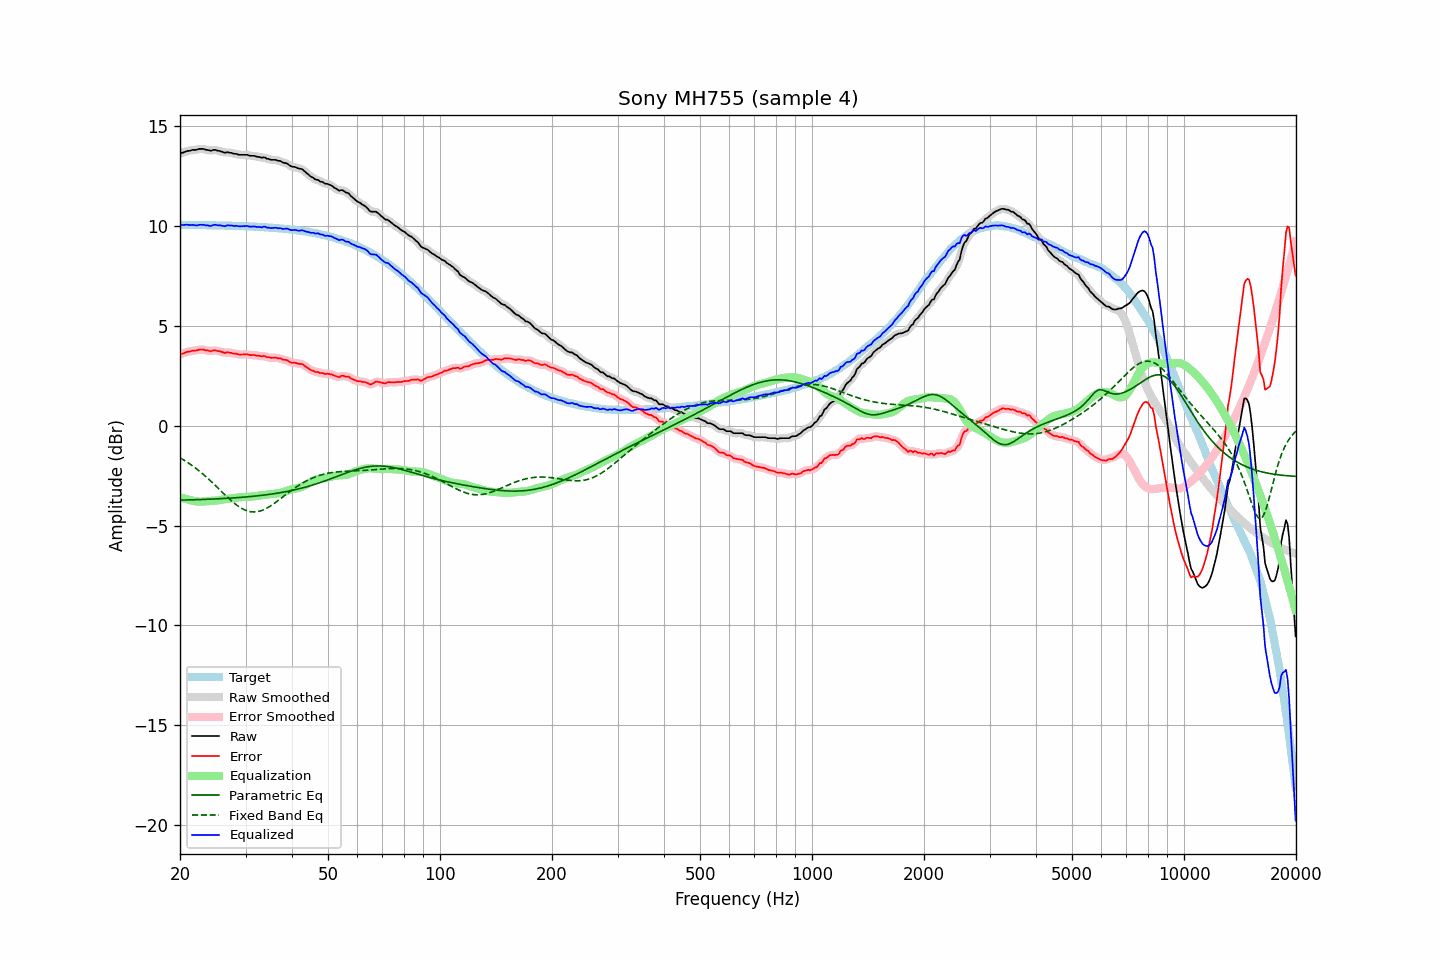 Sony MH755 (sample 4)
15
10
5
0
−5
−10
−15
−20
Amplitude (dBr)
Target
Raw Smoothed
Error Smoothed
Raw
Error
Equalization
Parametric Eq
Fixed Band Eq
Equalized
20 50 100 200 500 1000 2000 5000 10000 20000
Frequency (Hz)